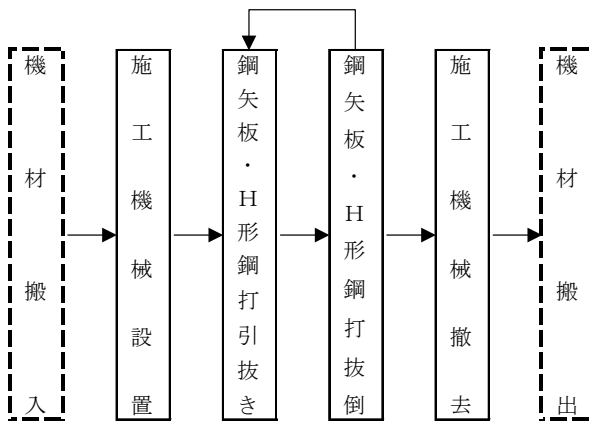 機材搬入
施工機械設置
鋼矢板・H形鋼打引抜き
鋼矢板・H形鋼打抜倒
施工機械撤去
機材搬出